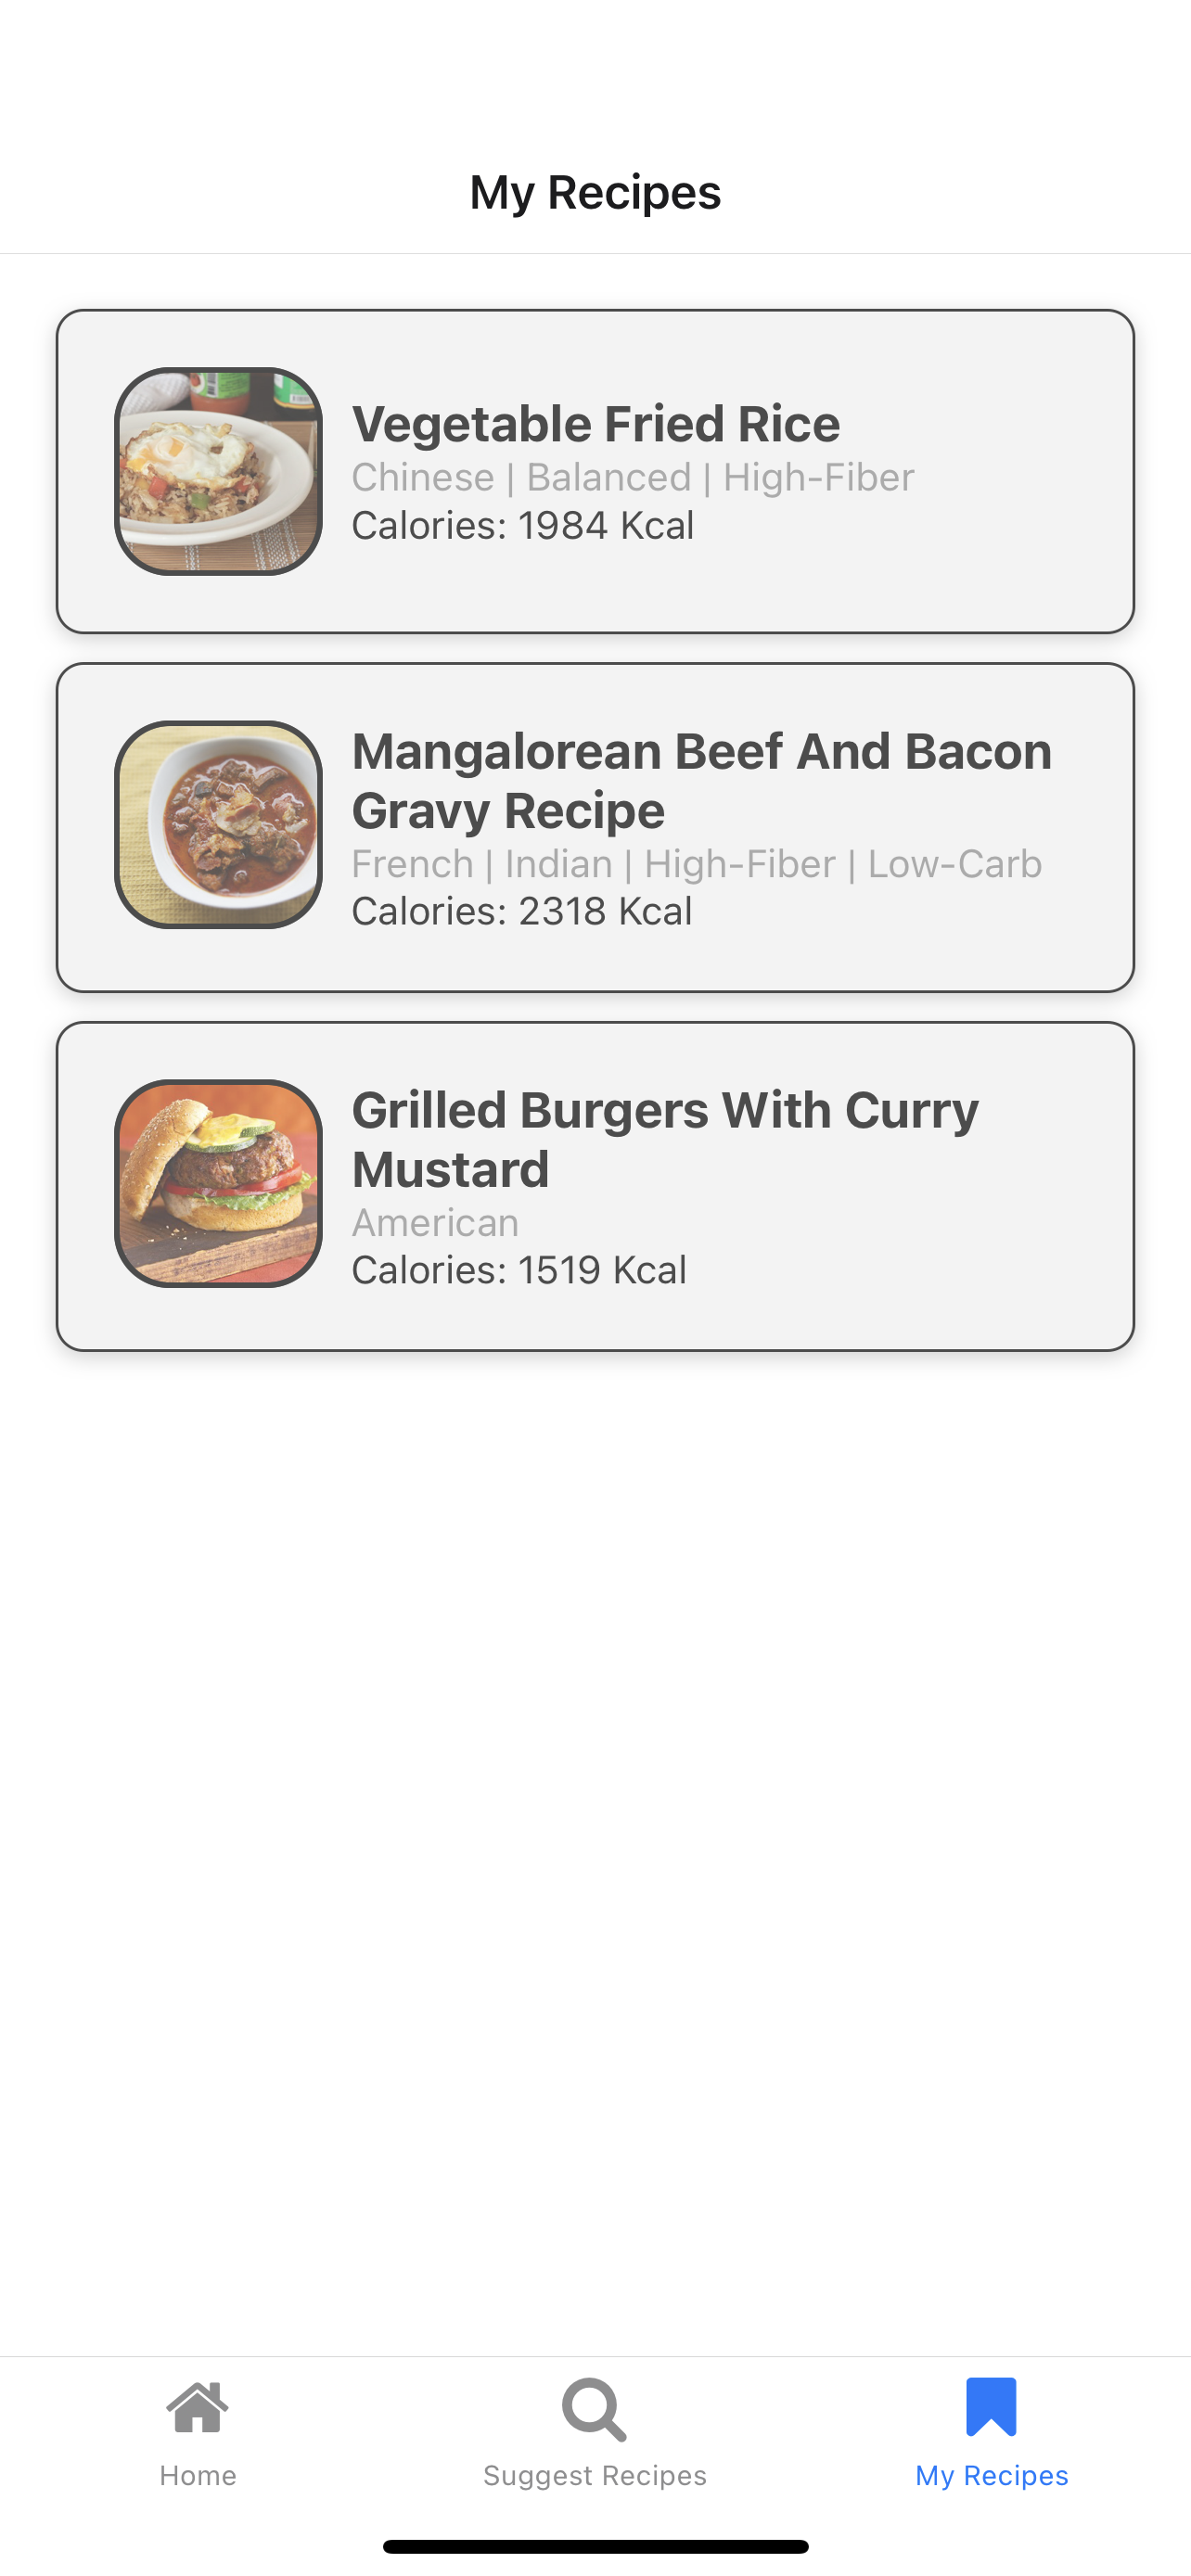 My Recipes
Vegetable Fried Rice
Chinese | Balanced | High-Fiber
Calories: 1984 Kcal
Mangalorean Beef And Bacon
Gravy Recipe
French | Indian | High-Fiber | Low-Carb
Calories: 2318 Kcal
Grilled Burgers With Curry
Mustard
American
Calories: 1519 Kcal
Home
Suggest Recipes
My Recipes